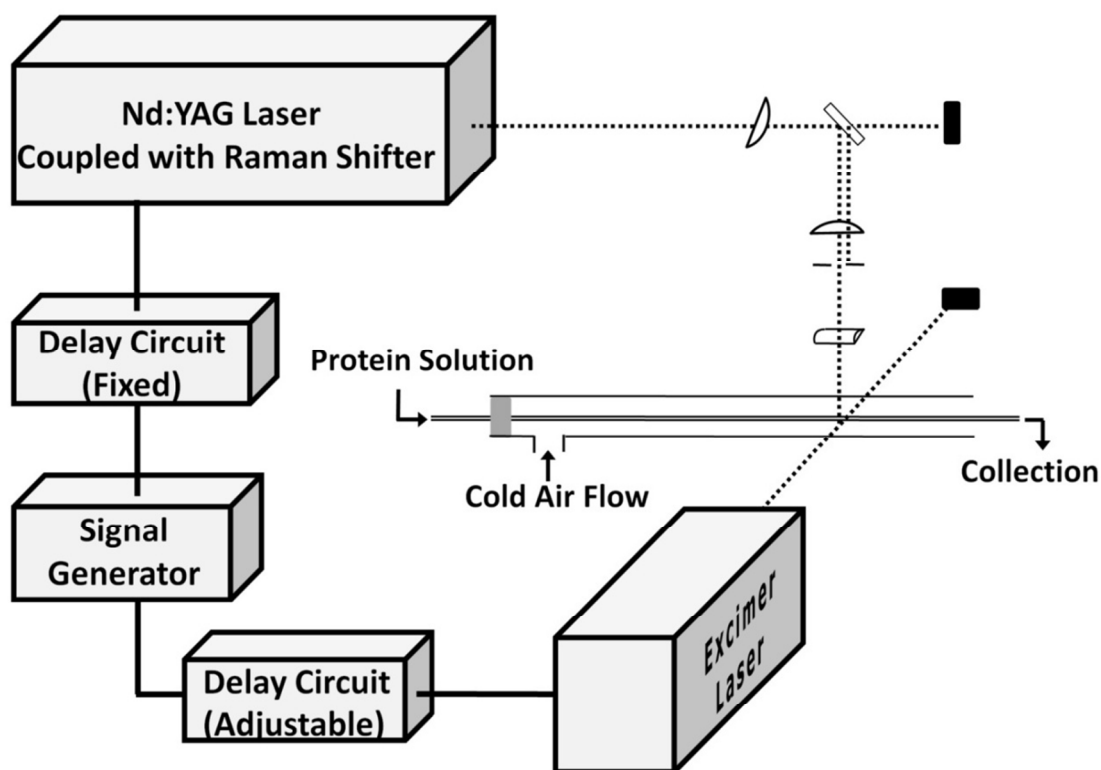 Nd:YAG Laser
Coupled with Raman Shifter
Delay Circuit
(Fixed)
Protein Solution
Cold Air Flow
Collection
Signal
Generator
Excimer
Laser
Delay Circuit
(Adjustable)